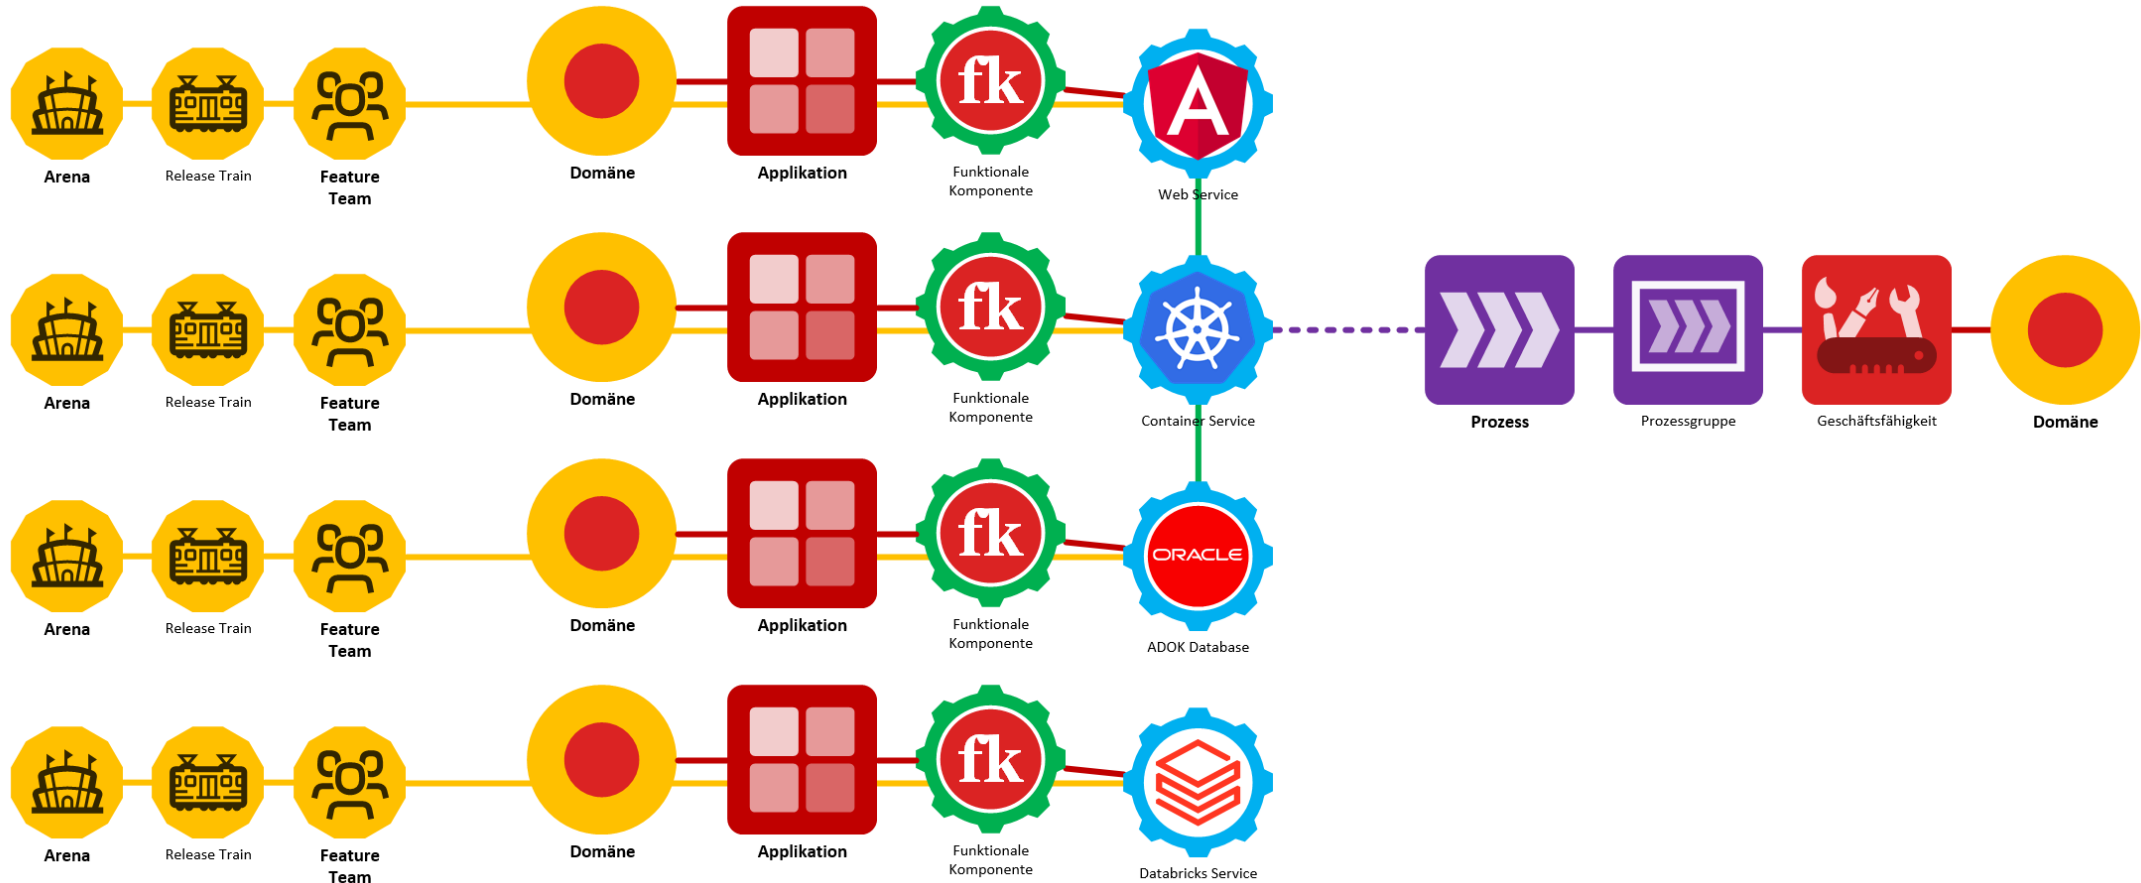 fk
A
Arena
Release Train
Feature
Team
Domäne
Applikation
Funktionale
Komponente
Web Service
fk
Arena
Release Train
Feature
Team
Domäne
Applikation
Funktionale
Komponente
Container Service
Prozess
Prozessgruppe
Geschäftsfähigkeit
Domäne
fk
ORACLE
Arena
Release Train
Feature
Team
Domäne
Applikation
Funktionale
Komponente
ADOK Database
fk
Arena
Release Train
Feature
Team
Domäne
Applikation
Funktionale
Komponente
Databricks Service